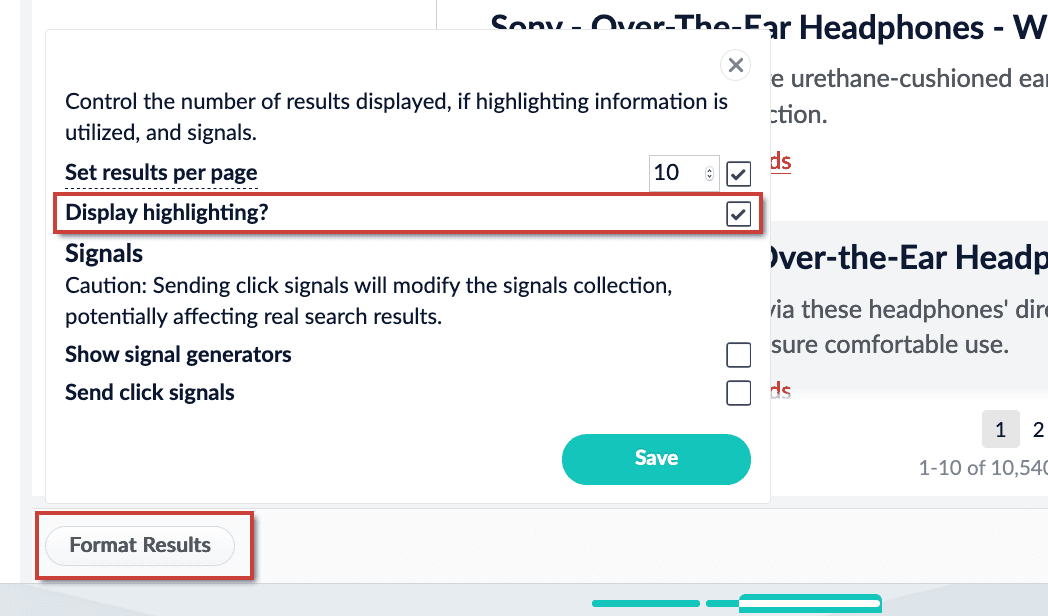 Sony - Over-The-Ear Headphones - W
e urethane-cushioned ear
ction.
ds
Control the number of results displayed, if highlighting information is
utilized, and signals.
Set results per page 10
Display highlighting?
Signals
Caution: Sending click signals will modify the signals collection,
potentially affecting real search results.
Show signal generators
Send click signals
Save
Over-the-Ear Headp
via these headphones' dire
sure comfortable use.
ds
1 2
1-10 of 10,540
Format Results